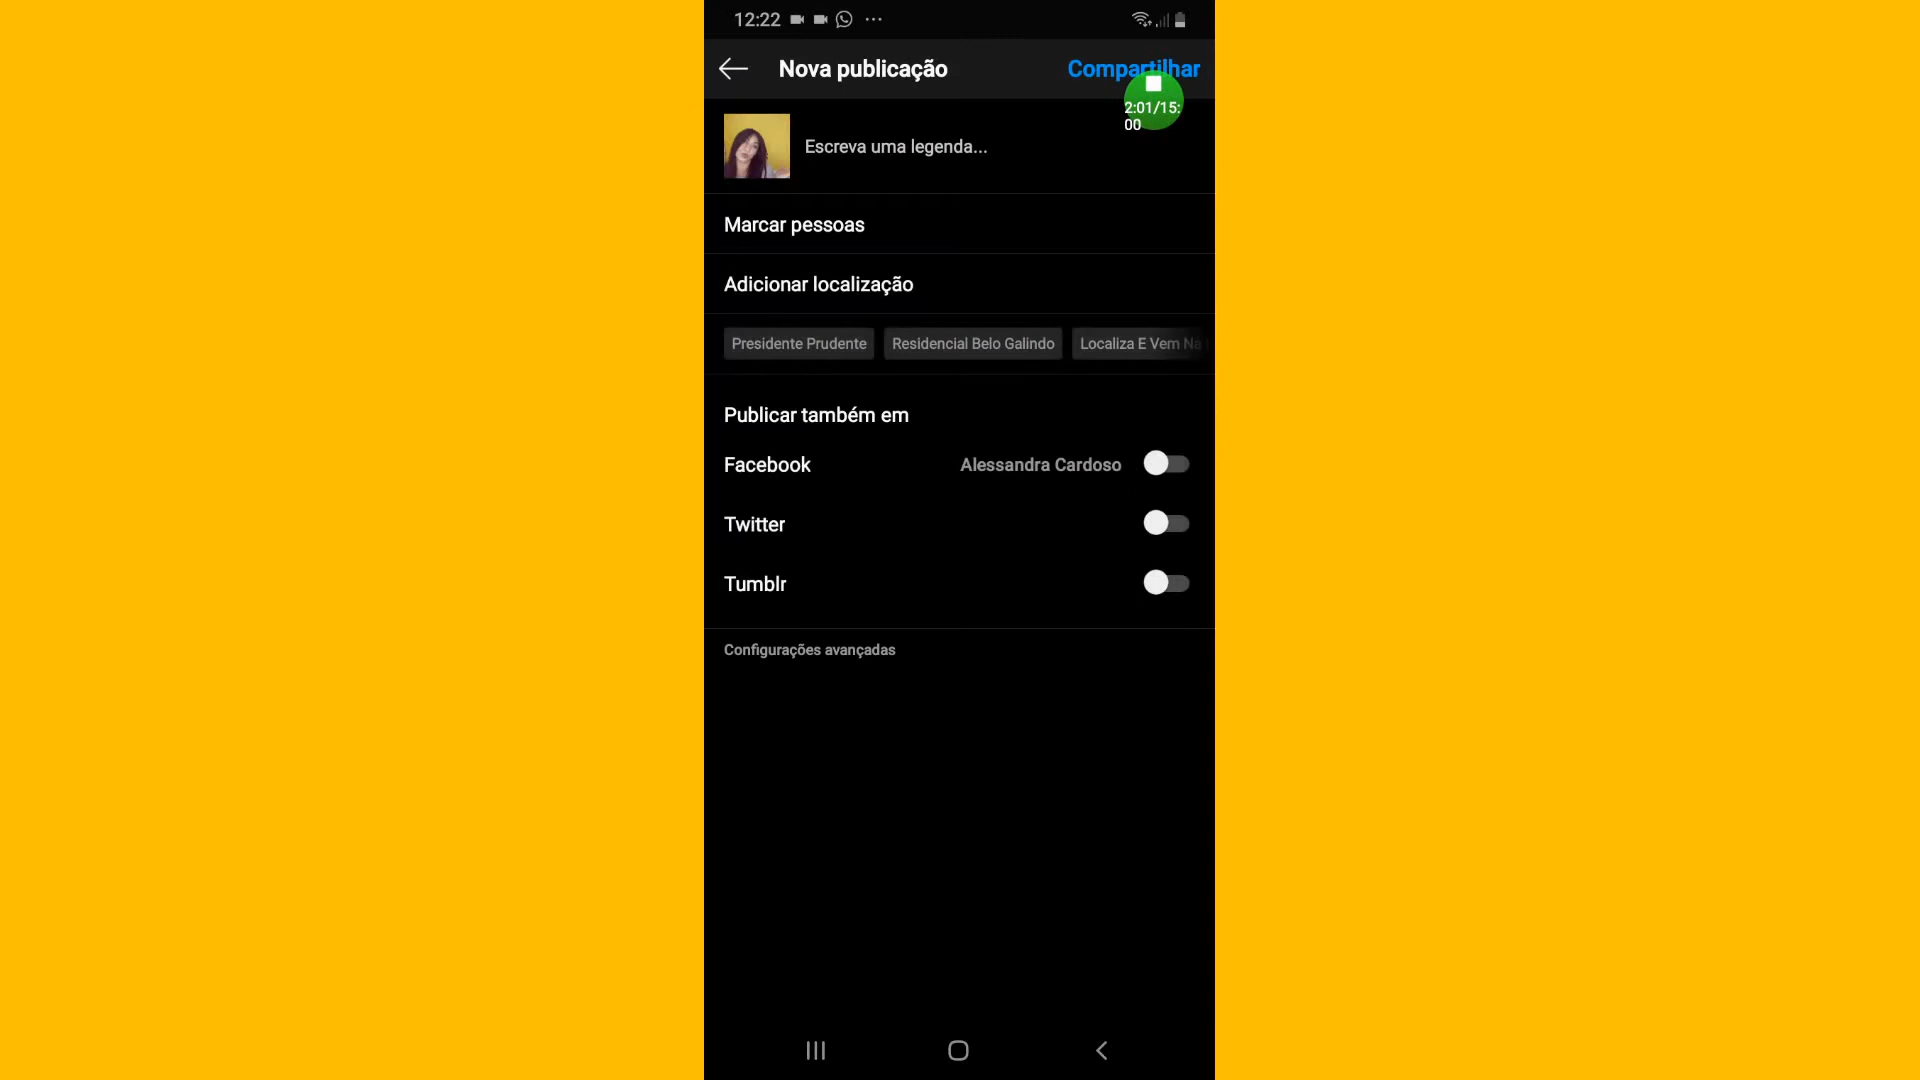 12:22
Nova publicação
Compartilhar
2:01/15:
00
Escreva uma legenda...
Marcar pessoas
Adicionar localização
Presidente Prudente
Residencial Belo Galindo
Localiza E Vem Na
Publicar também em
Facebook
Alessandra Cardoso
Twitter
Tumblr
Configurações avançadas